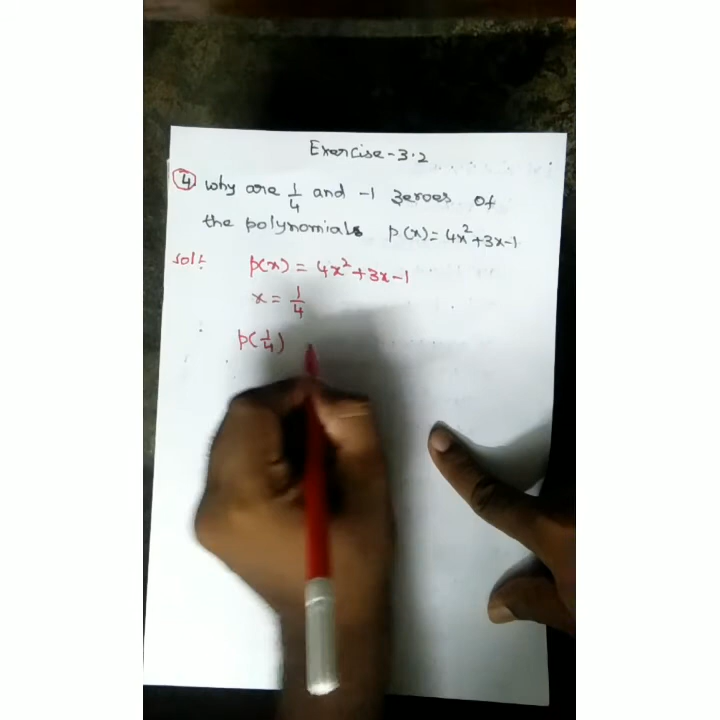 Exercise-3.2
4 why are 1/4 and -1 zeroes of
the polynomials p(x)=4x²+3x-1
Sol:
p(x)=4x²+3x-1
x=1/4
p(1/4)